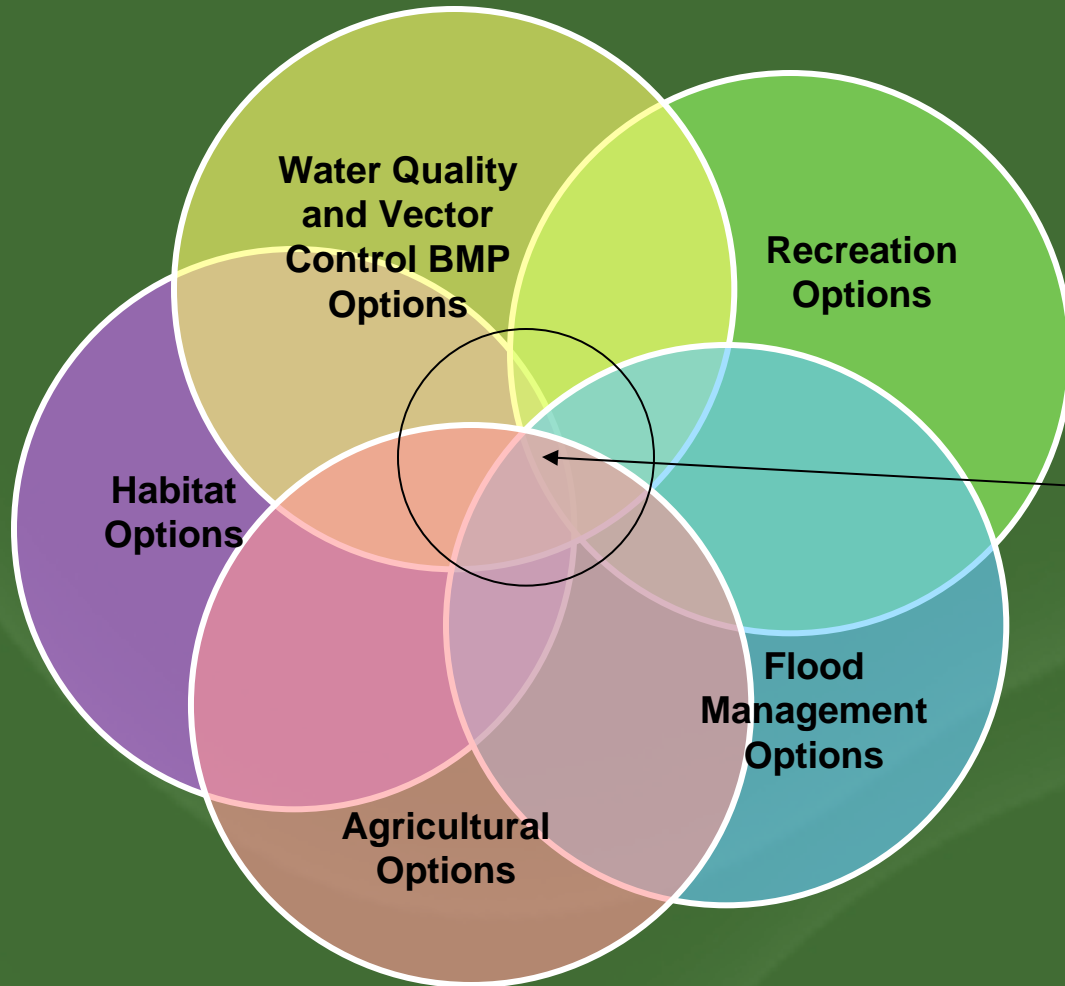 Water Quality
and Vector
Control BMP
Options
Recreation
Options
Habitat
Options
Flood
Management
Options
Agricultural
Options